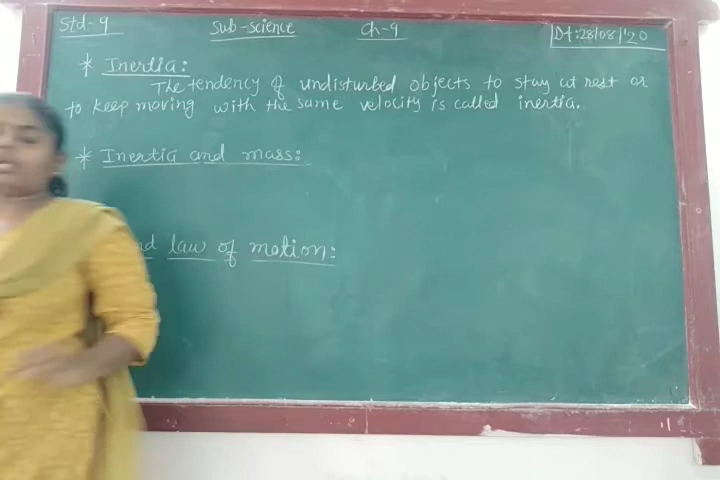 Std-9 Sub-science Ch-9 Dt:28/08/'20
* Inertia:
The tendency of undisturbed objects to stay at rest or
to keep moving with the same velocity is called inertia.
* Inertia and mass:
nd law of motion: